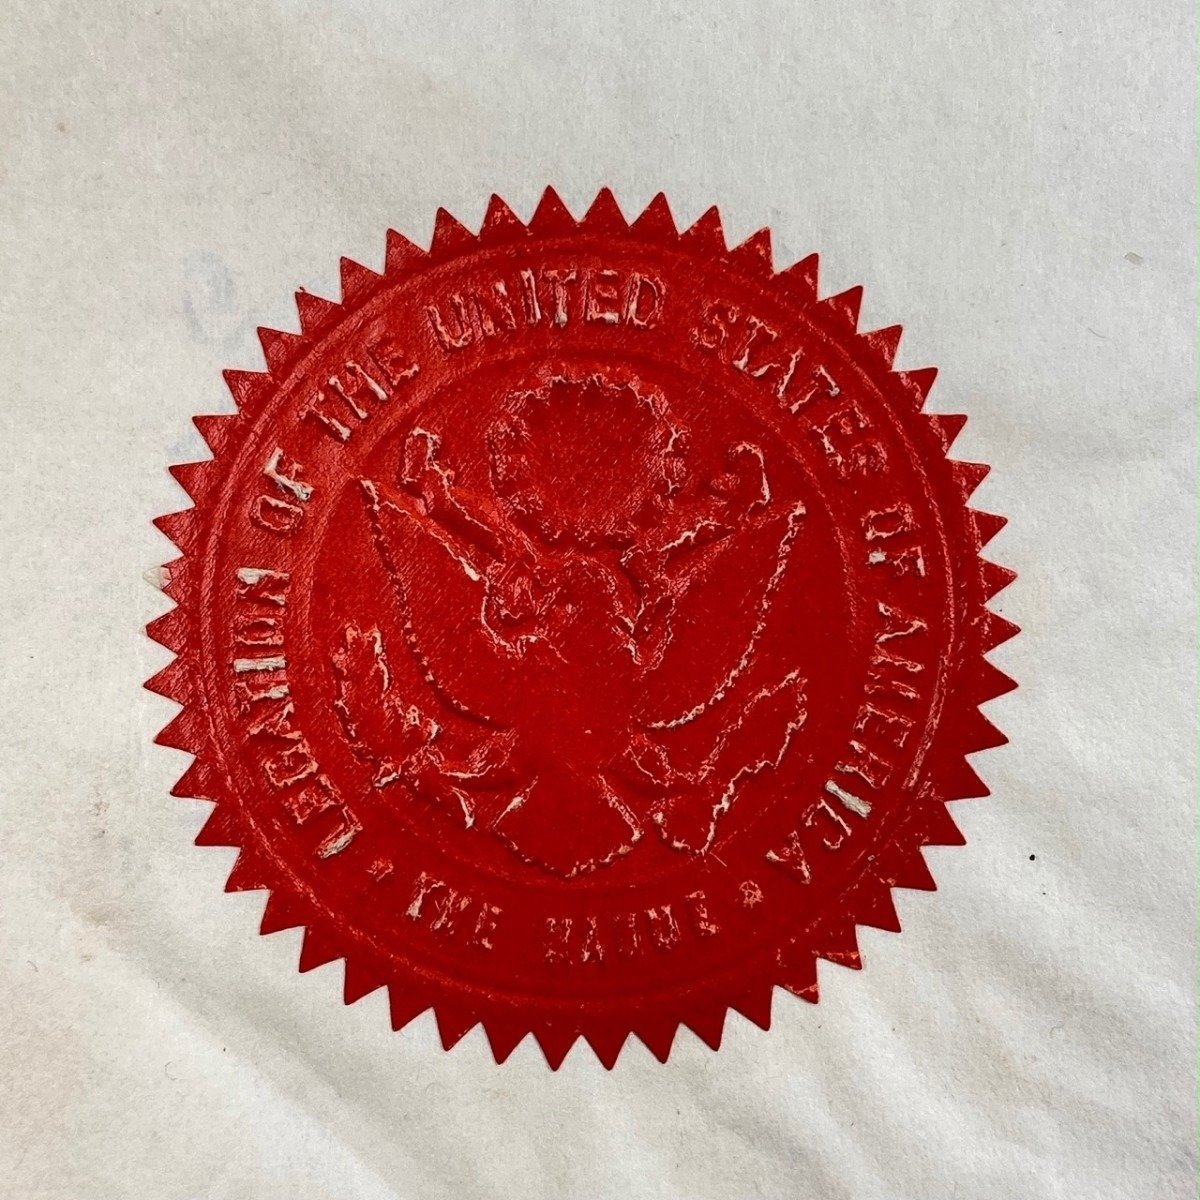 LEGATION OF THE UNITED STATES OF AMERICA
* THE HAGUE *